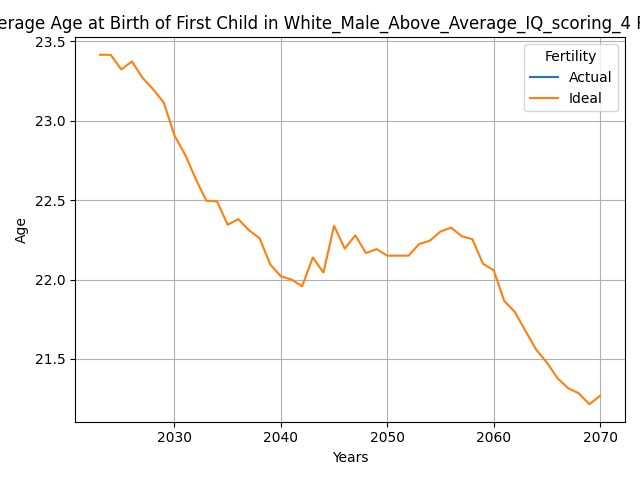 erage Age at Birth of First Child in White_Male_Above_Average_IQ_scoring_4
Fertility
Actual
Ideal
23.5
23.0
22.5
22.0
21.5
Age
2030 2040 2050 2060 2070
Years